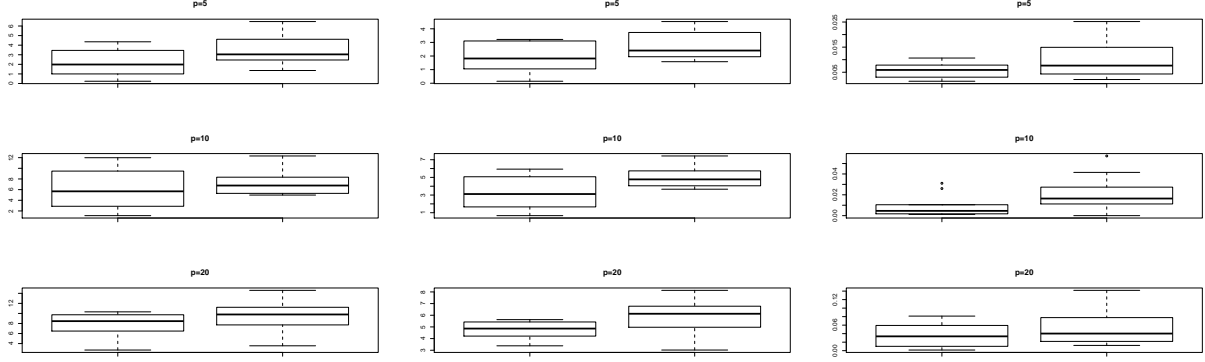 p=5
0 1 2 3 4 5 6
p=5
0 1 2 3 4
p=5
0.005 0.015 0.025
p=10
2 4 6 8 12
p=10
1 3 5 7
p=10
0.00 0.02 0.04
p=20
4 6 8 12
p=20
3 4 5 6 7 8
p=20
0.00 0.06 0.12